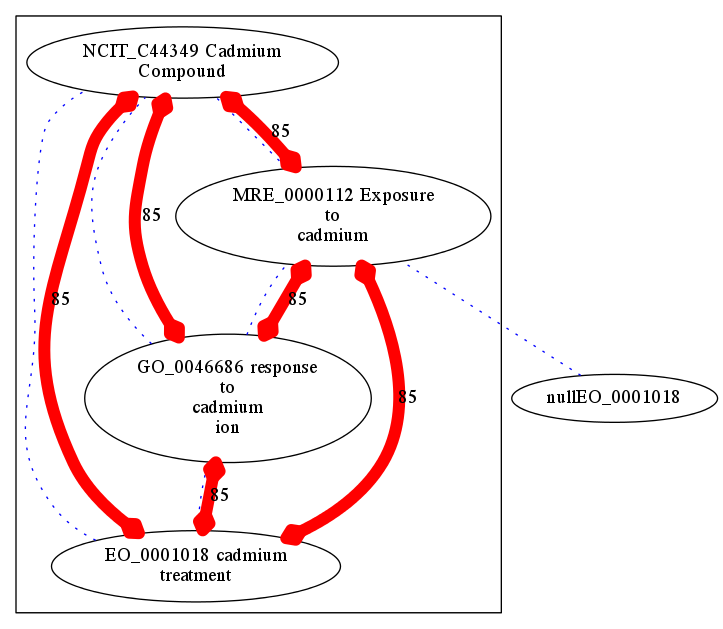 NCIT_C44349 Cadmium
Compound
85
MRE_0000112 Exposure
to
cadmium
85
85
85
GO_0046686 response
to
cadmium
ion
85
nullEO_0001018
85
EO_0001018 cadmium
treatment